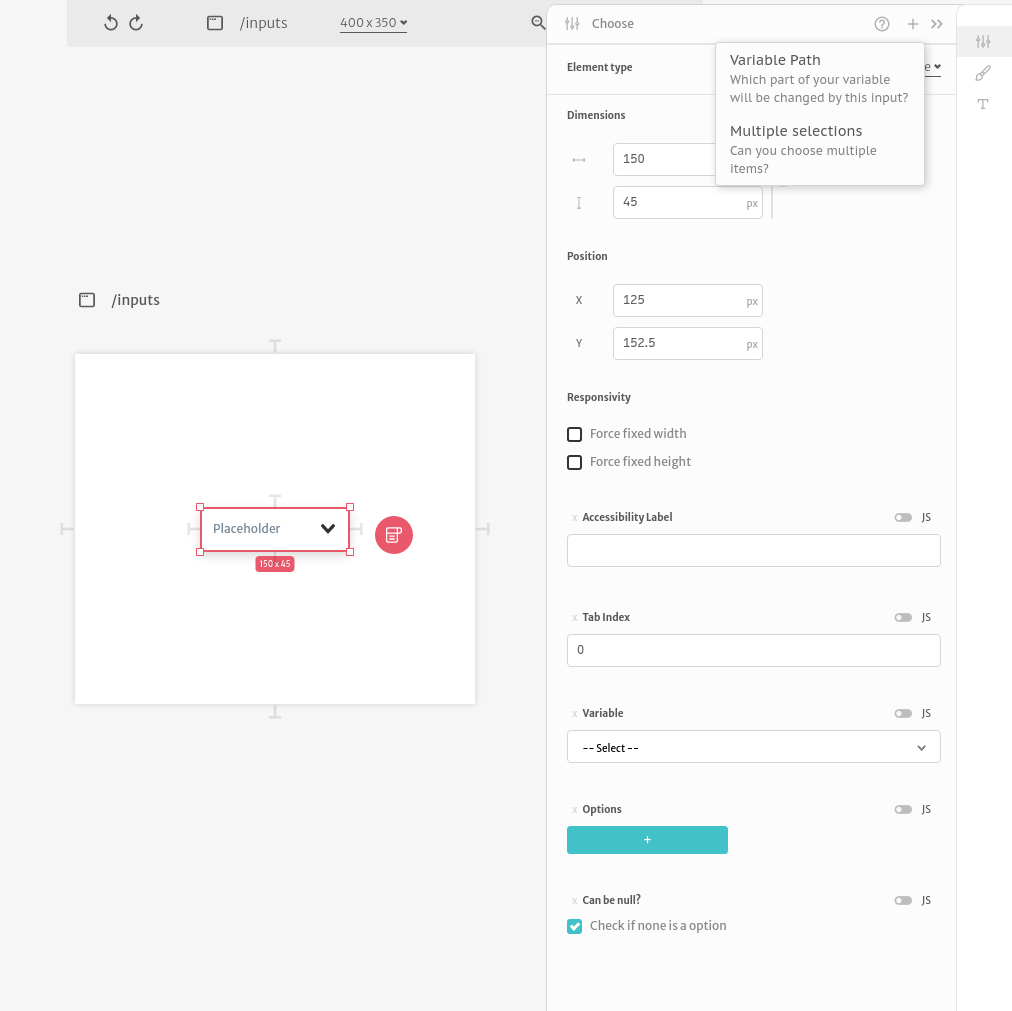 /inputs
400 x 350
Choose
Variable Path
Which part of your variable
will be changed by this input?
Multiple selections
Can you choose multiple
items?
Element type
e
Dimensions
150
45
px
Position
X
125
px
Y
152.5
px
Responsivity
Force fixed width
Force fixed height
x Accessibility Label
JS
x Tab Index
JS
0
x Variable
JS
-- Select --
x Options
JS
+
x Can be null?
JS
Check if none is a option
/inputs
Placeholder
150 x 45
T